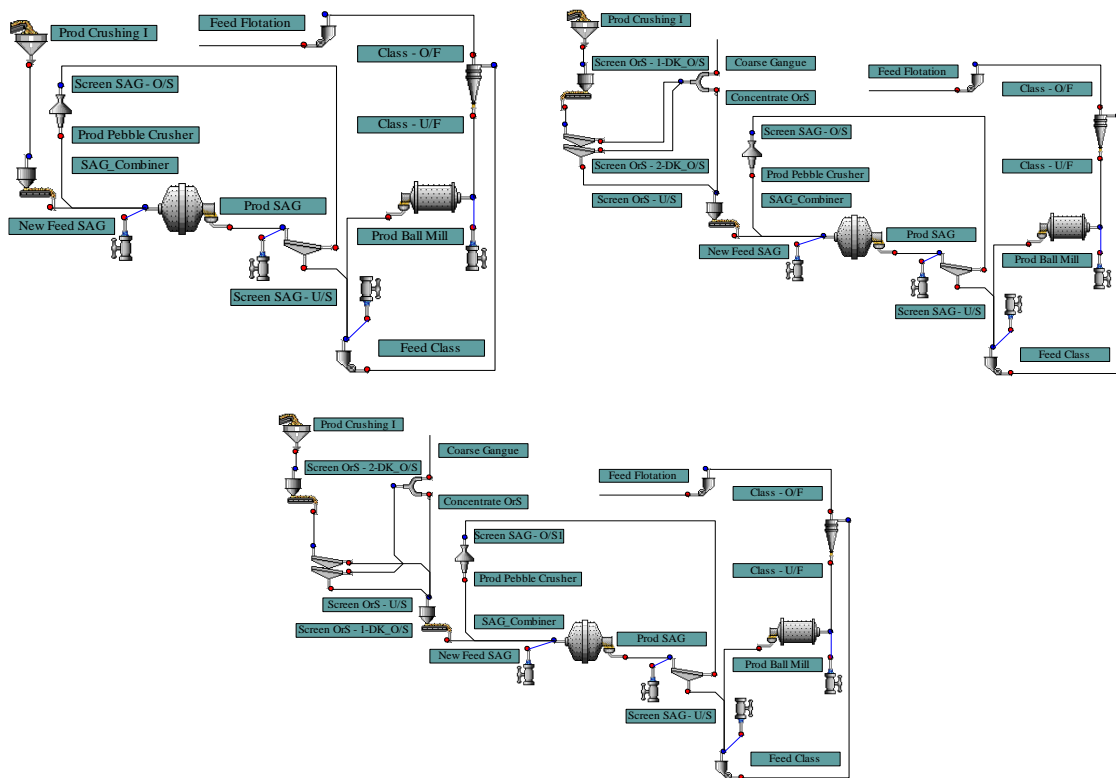 Feed Flotation
Prod Crushing I
Class - O/F
Screen SAG - O/S
Class - U/F
Prod Pebble Crusher
SAG_Combiner
Prod SAG
New Feed SAG
Prod Ball Mill
Screen SAG - U/S
Feed Class
Prod Crushing I
Screen OrS - 1-DK_O/S
Coarse Gangue
Feed Flotation
Concentrate OrS
Class - O/F
Screen SAG - O/S
Screen OrS - 2-DK_O/S
Class - U/F
Prod Pebble Crusher
Screen OrS - U/S
SAG_Combiner
Prod SAG
New Feed SAG
Prod Ball Mill
Screen SAG - U/S
Feed Class
Prod Crushing I
Coarse Gangue
Screen OrS - 2-DK_O/S
Feed Flotation
Concentrate OrS
Class - O/F
Screen SAG - O/S1
Class - U/F
Prod Pebble Crusher
Screen OrS - U/S
SAG_Combiner
Screen OrS - 1-DK_O/S
Prod SAG
New Feed SAG
Prod Ball Mill
Screen SAG - U/S
Feed Class